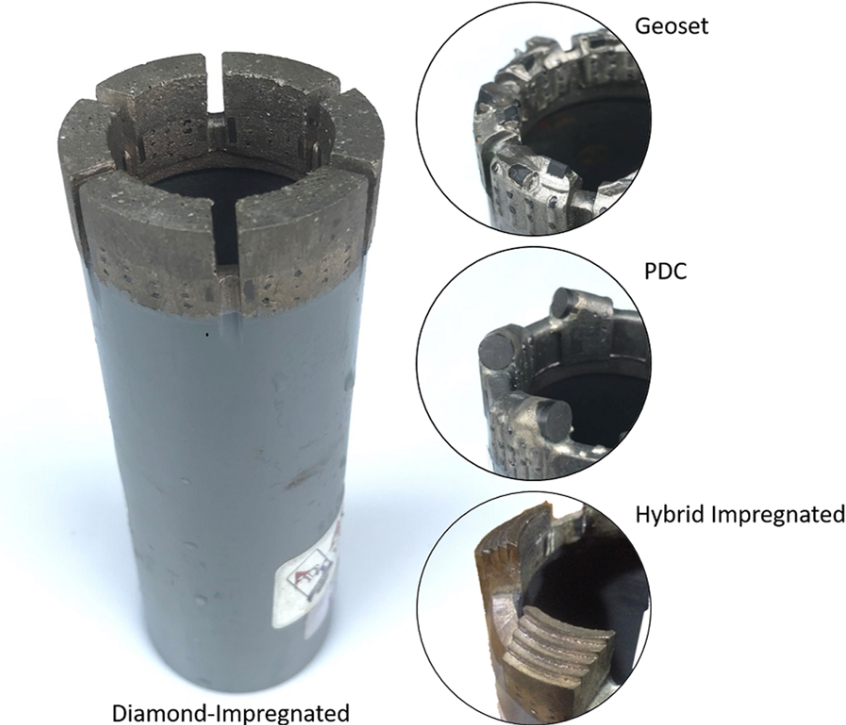 Geoset
PDC
Hybrid Impregnated
Diamond-Impregnated